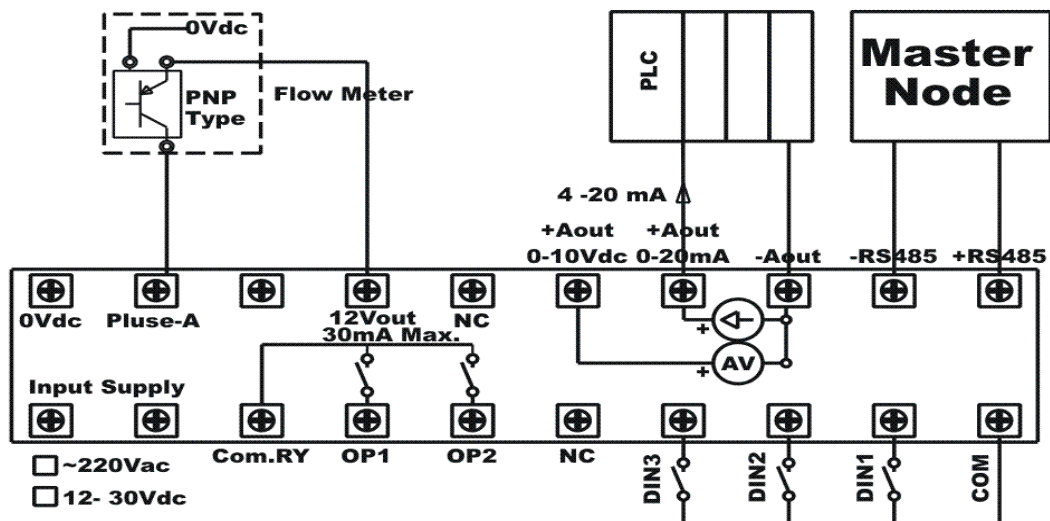 0Vdc
PNP
Type
Flow Meter
PLC
Master
Node
4 -20 mA
+Aout
0-10Vdc
+Aout
0-20mA
-Aout
-RS485
+RS485
0Vdc
Pluse-A
12Vout
30mA Max.
NC
+
+
AV
Input Supply
~220Vac
12- 30Vdc
Com.RY
OP1
OP2
NC
DIN3
DIN2
DIN1
COM